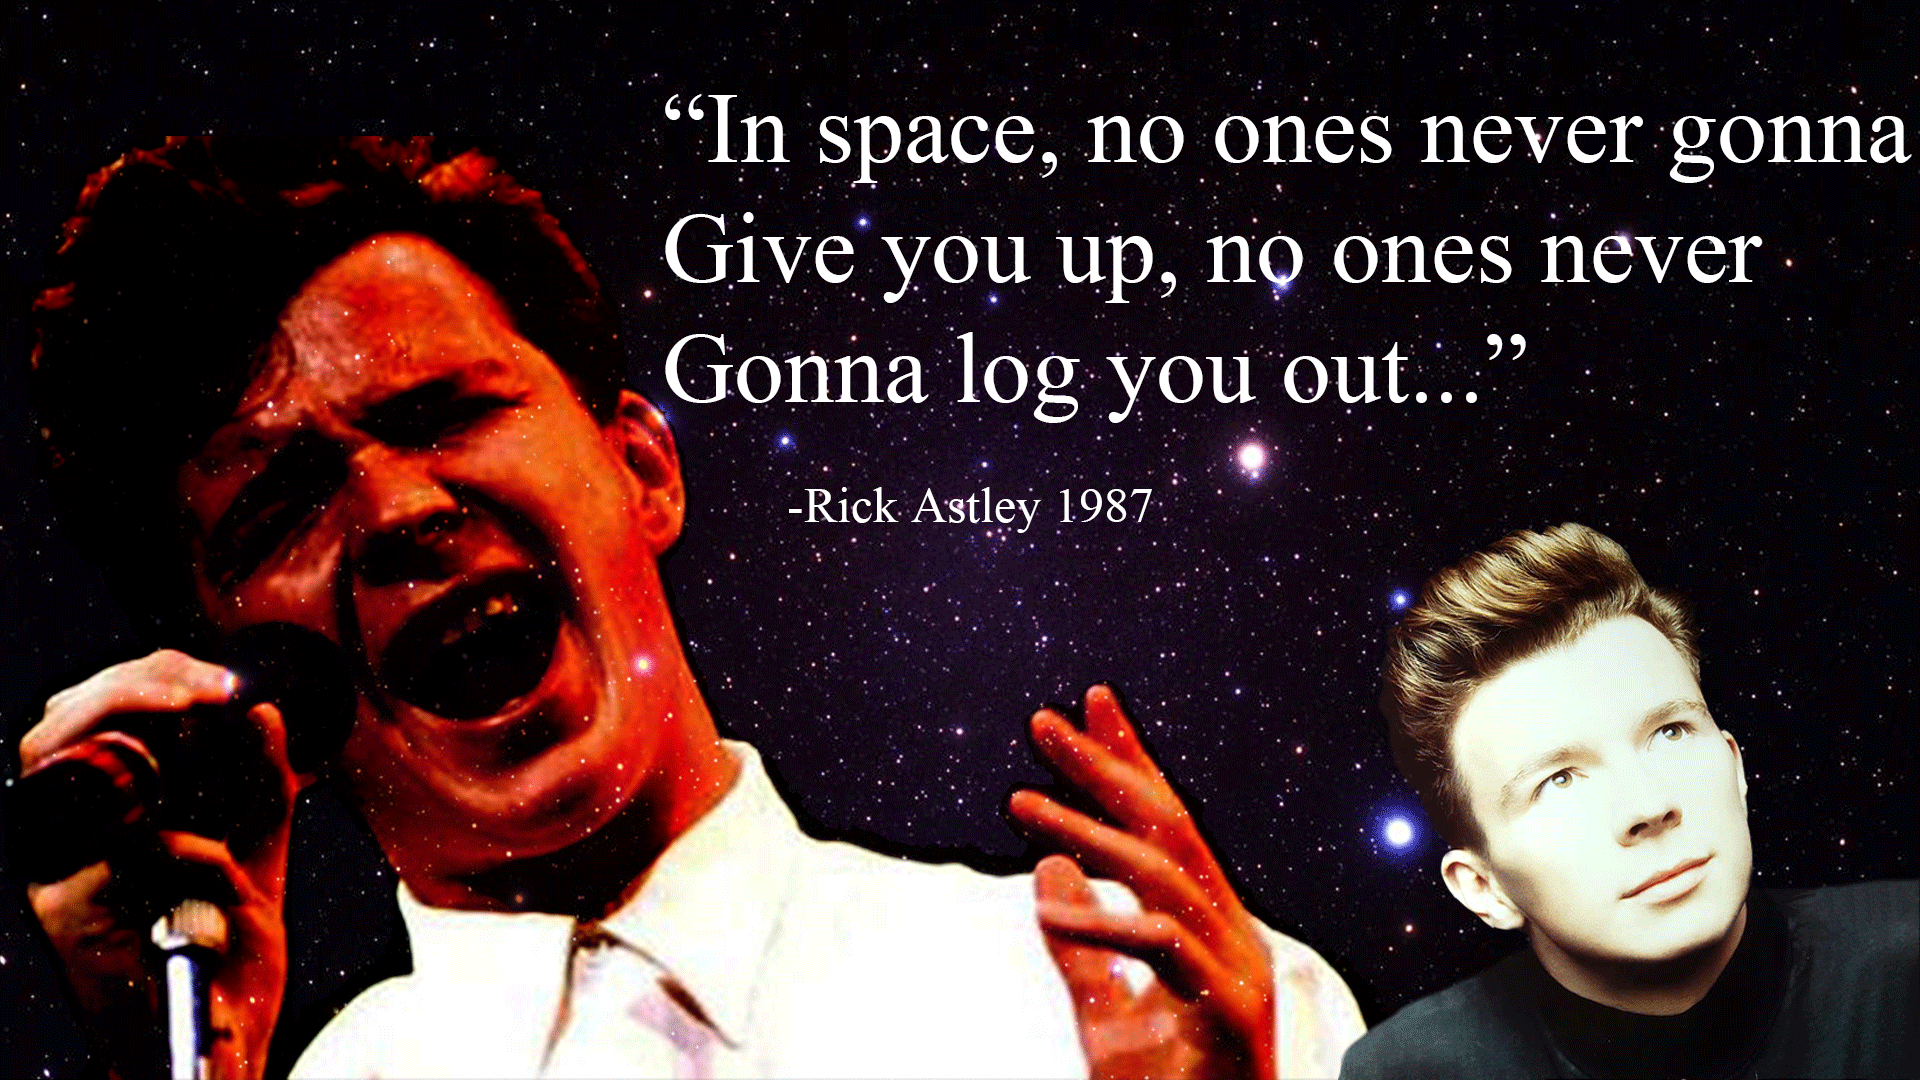 “In space, no ones never gonna
Give you up, no ones never
Gonna log you out...”
-Rick Astley 1987